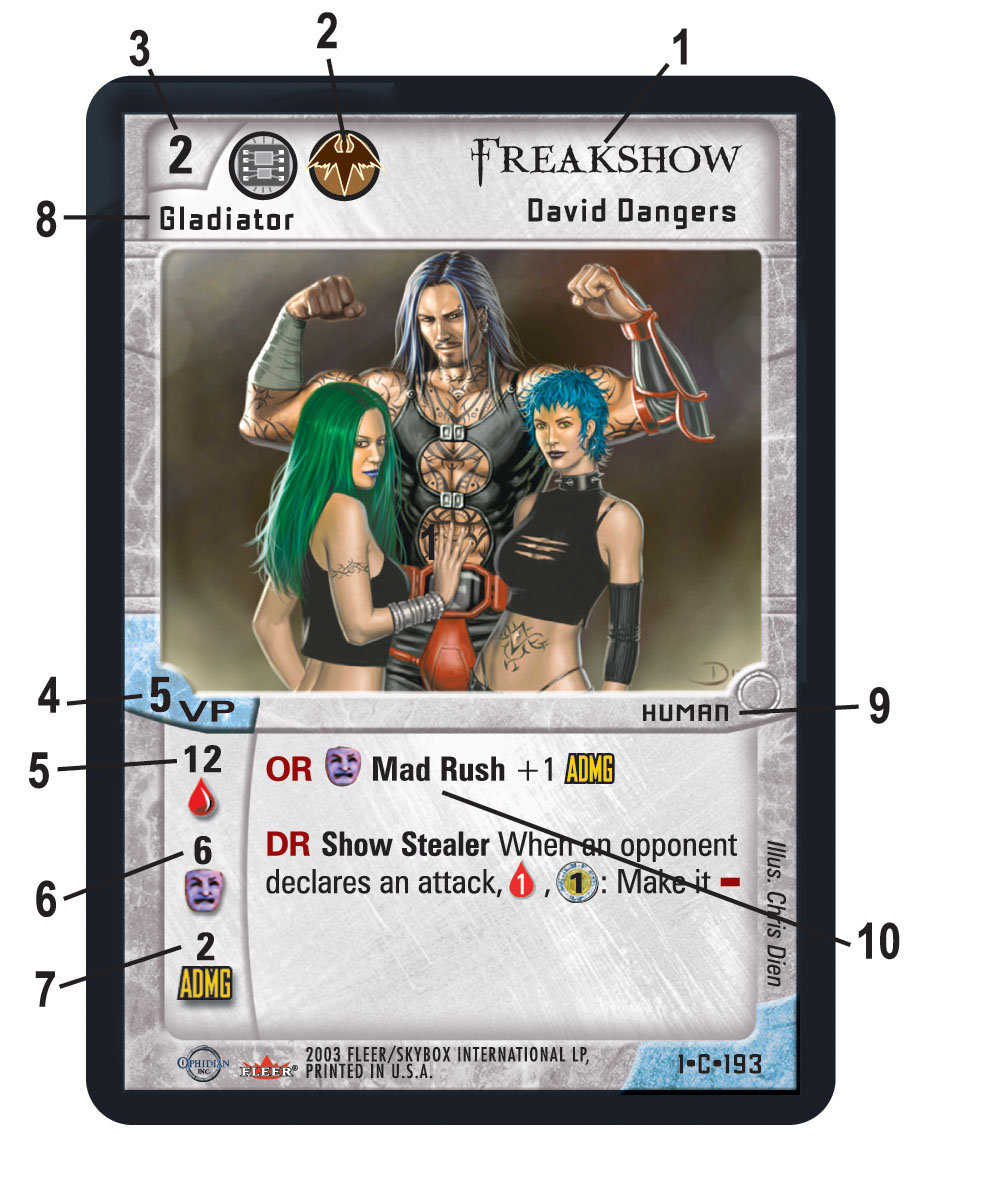 3
2
1
2
FREAKSHOW
8
Gladiator
David Dangers
1
4
5 VP
HUMAN
9
5
12
OR Mad Rush +1 ADMG
6
6
DR Show Stealer When an opponent
declares an attack, 1 , 1 : Make it -
10
7
2
ADMG
Illus. Chris Dien
OPHIDIAN
INC.
FLEER®
2003 FLEER/SKYBOX INTERNATIONAL LP,
PRINTED IN U.S.A.
1•C•193